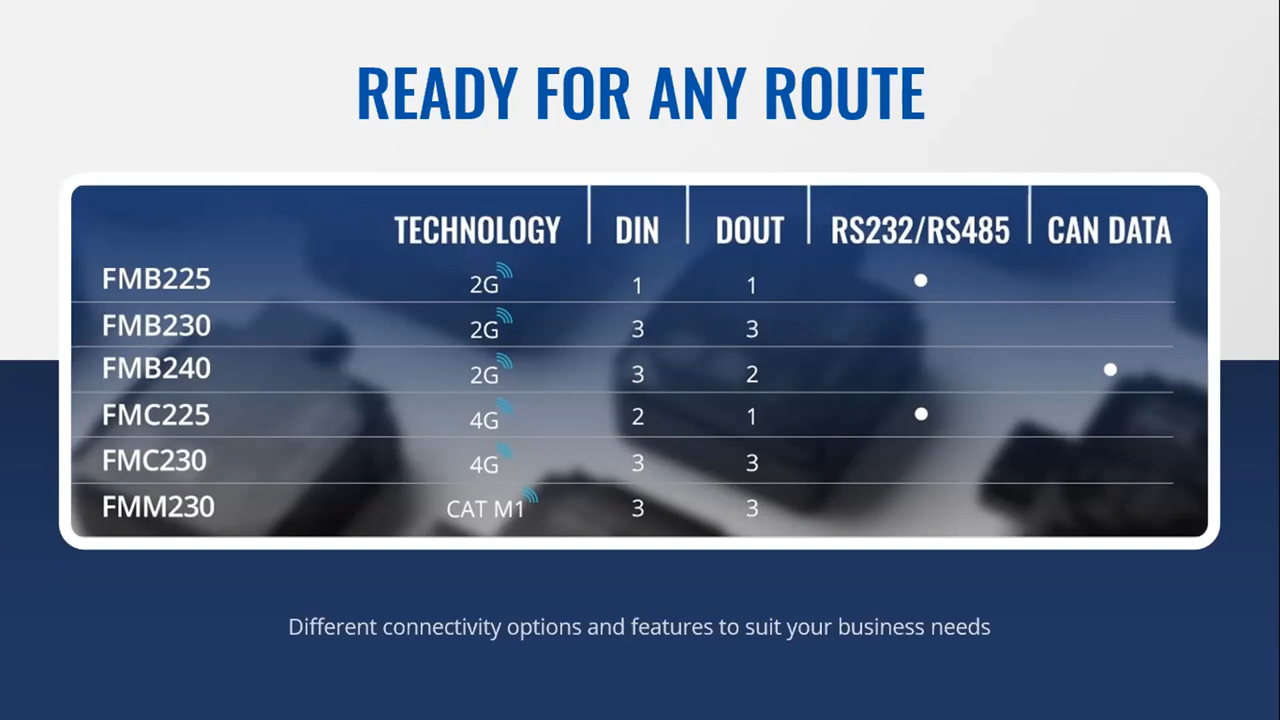 READY FOR ANY ROUTE
TECHNOLOGY DIN DOUT RS232/RS485 CAN DATA
FMB225 2G 1 1 •
FMB230 2G 3 3
FMB240 2G 3 2 •
FMC225 4G 2 1 •
FMC230 4G 3 3
FMM230 CAT M1 3 3
Different connectivity options and features to suit your business needs